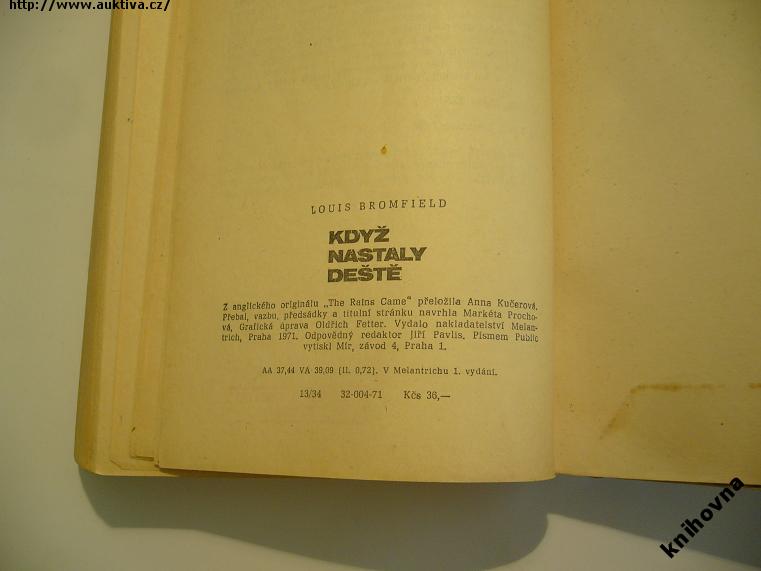 http://www.auktiva.cz/
LOUIS BROMFIELD
KDYŽ
NASTALY
DEŠTĚ
Z anglického originálu „The Rains Came“ přeložila Anna Kučerová.
Přebal, vazbu, předsádky a titulní stránku navrhla Markéta Procho-
vá, Grafická úprava Oldřich Fetter. Vydalo nakladatelství Melan-
trich, Praha 1971. Odpovědný redaktor Jiří Pavlis. Písmem Public
vytiskl Mír, závod 4, Praha 1.
AA 37,44 VA 39,09 (Il. 0,72). V Melantrichu 1. vydání.
13/34 32-004-71 Kčs 36,—
knihovna